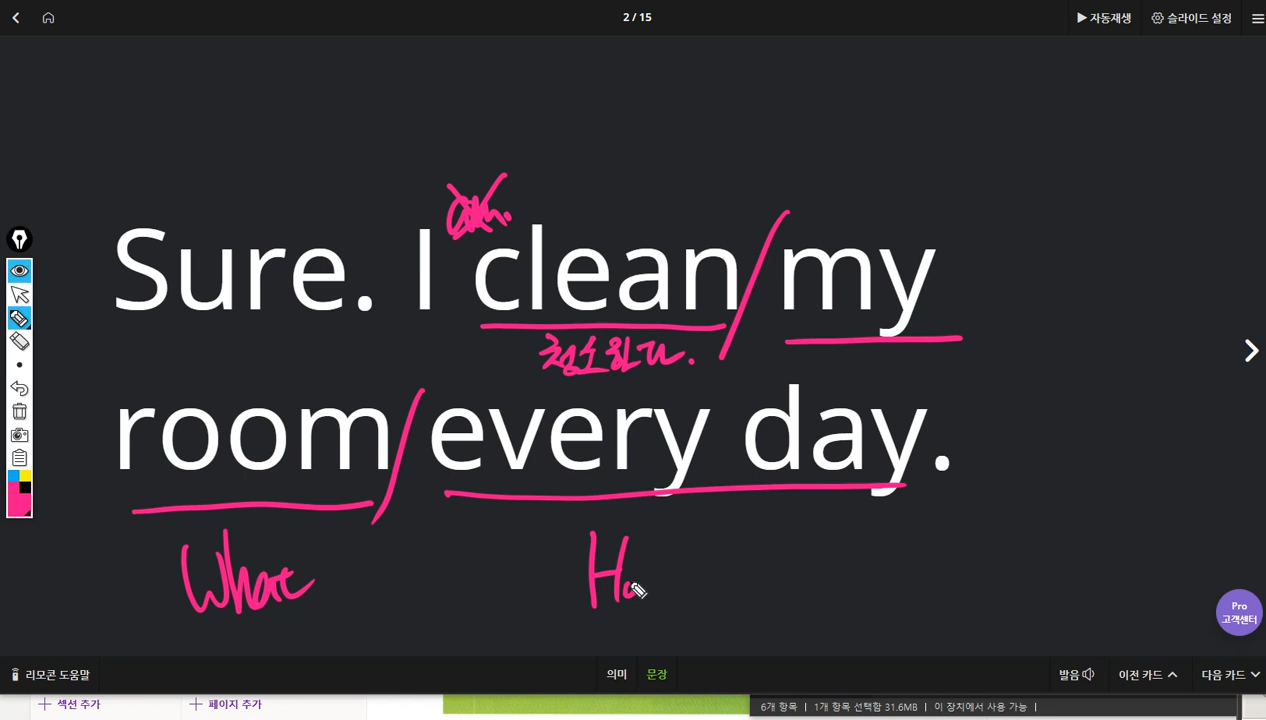 2 / 15
자동재생
슬라이드 설정
Sure. I clean my
청소한다.
room every day.
What
Ho
Pro
고객센터
리모콘 도움말
의미
문장
발음
이전 카드
다음 카드
섹션 추가
페이지 추가
6개 항목
1개 항목 선택함 31.6MB
이 장치에서 사용 가능